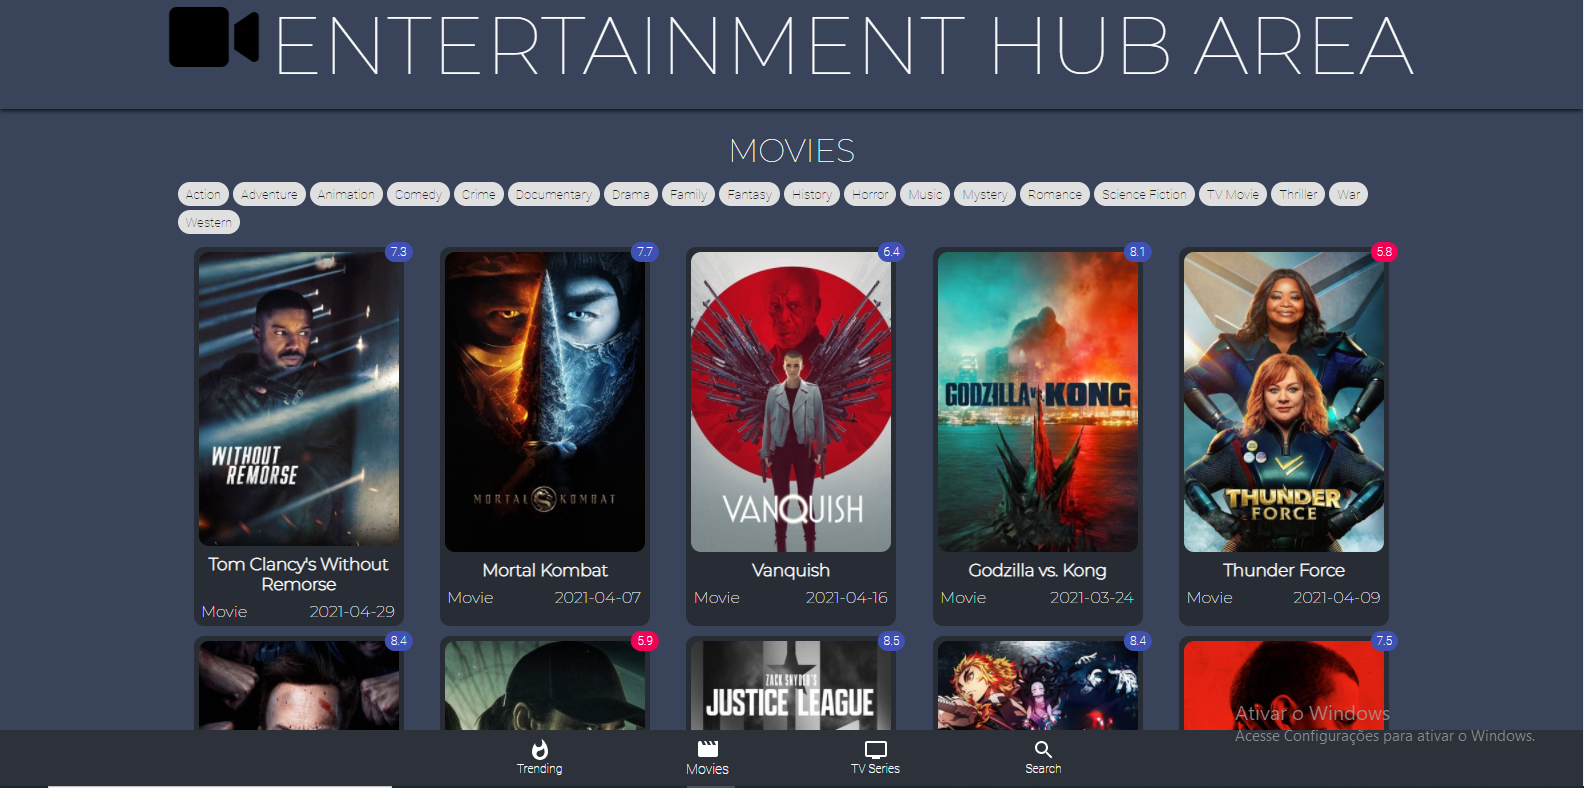 ENTERTAINMENT HUB AREA
MOVIES
Action Adventure Animation Comedy Crime Documentary Drama Family Fantasy History Horror Music Mystery Romance Science Fiction TV Movie Thriller War
Western
7.3 7.7 6.4 8.1 5.8
WITHOUT
REMORSE
MORTAL KOMBAT
VANQUISH
GODZILLA vs. KONG
THUNDER
FORCE
Tom Clancy's Without
Remorse
Mortal Kombat
Vanquish
Godzilla vs. Kong
Thunder Force
Movie 2021-04-29
Movie 2021-04-07
Movie 2021-04-16
Movie 2021-03-24
Movie 2021-04-09
8.4 5.9 8.5 8.4 7.5
ZACK SNYDER'S
JUSTICE LEAGUE
Ativar o Windows
Acesse Configurações para ativar o Windows.
Trending Movies TV Series Search